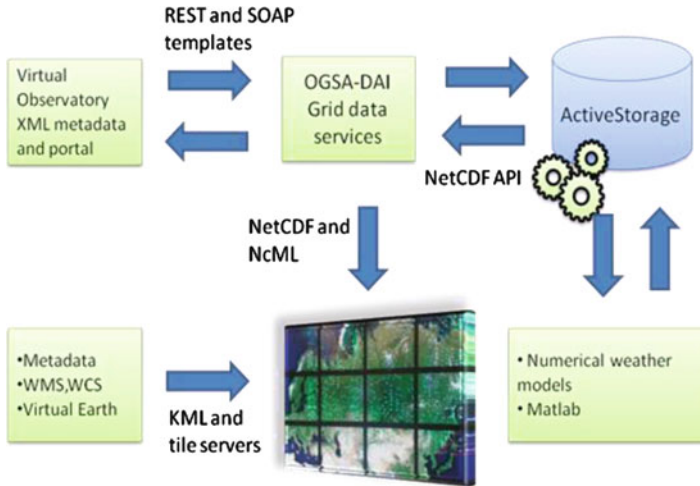 REST and SOAP
templates
Virtual
Observatory
XML metadata
and portal
OGSA-DAI
Grid data
services
ActiveStorage
NetCDF API
NetCDF and
NcML
•Metadata
•WMS,WCS
•Virtual Earth
KML and
tile servers
• Numerical weather
models
• Matlab